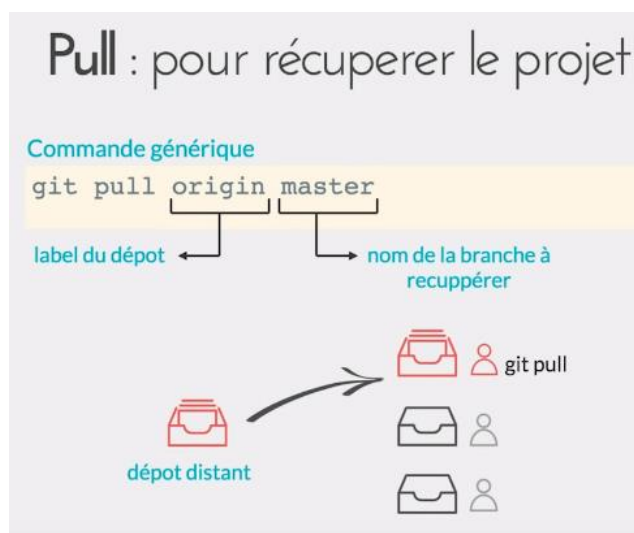 Pull : pour récuperer le projet
Commande générique
git pull origin master
label du dépot
nom de la branche à
recuppérer
git pull
dépot distant